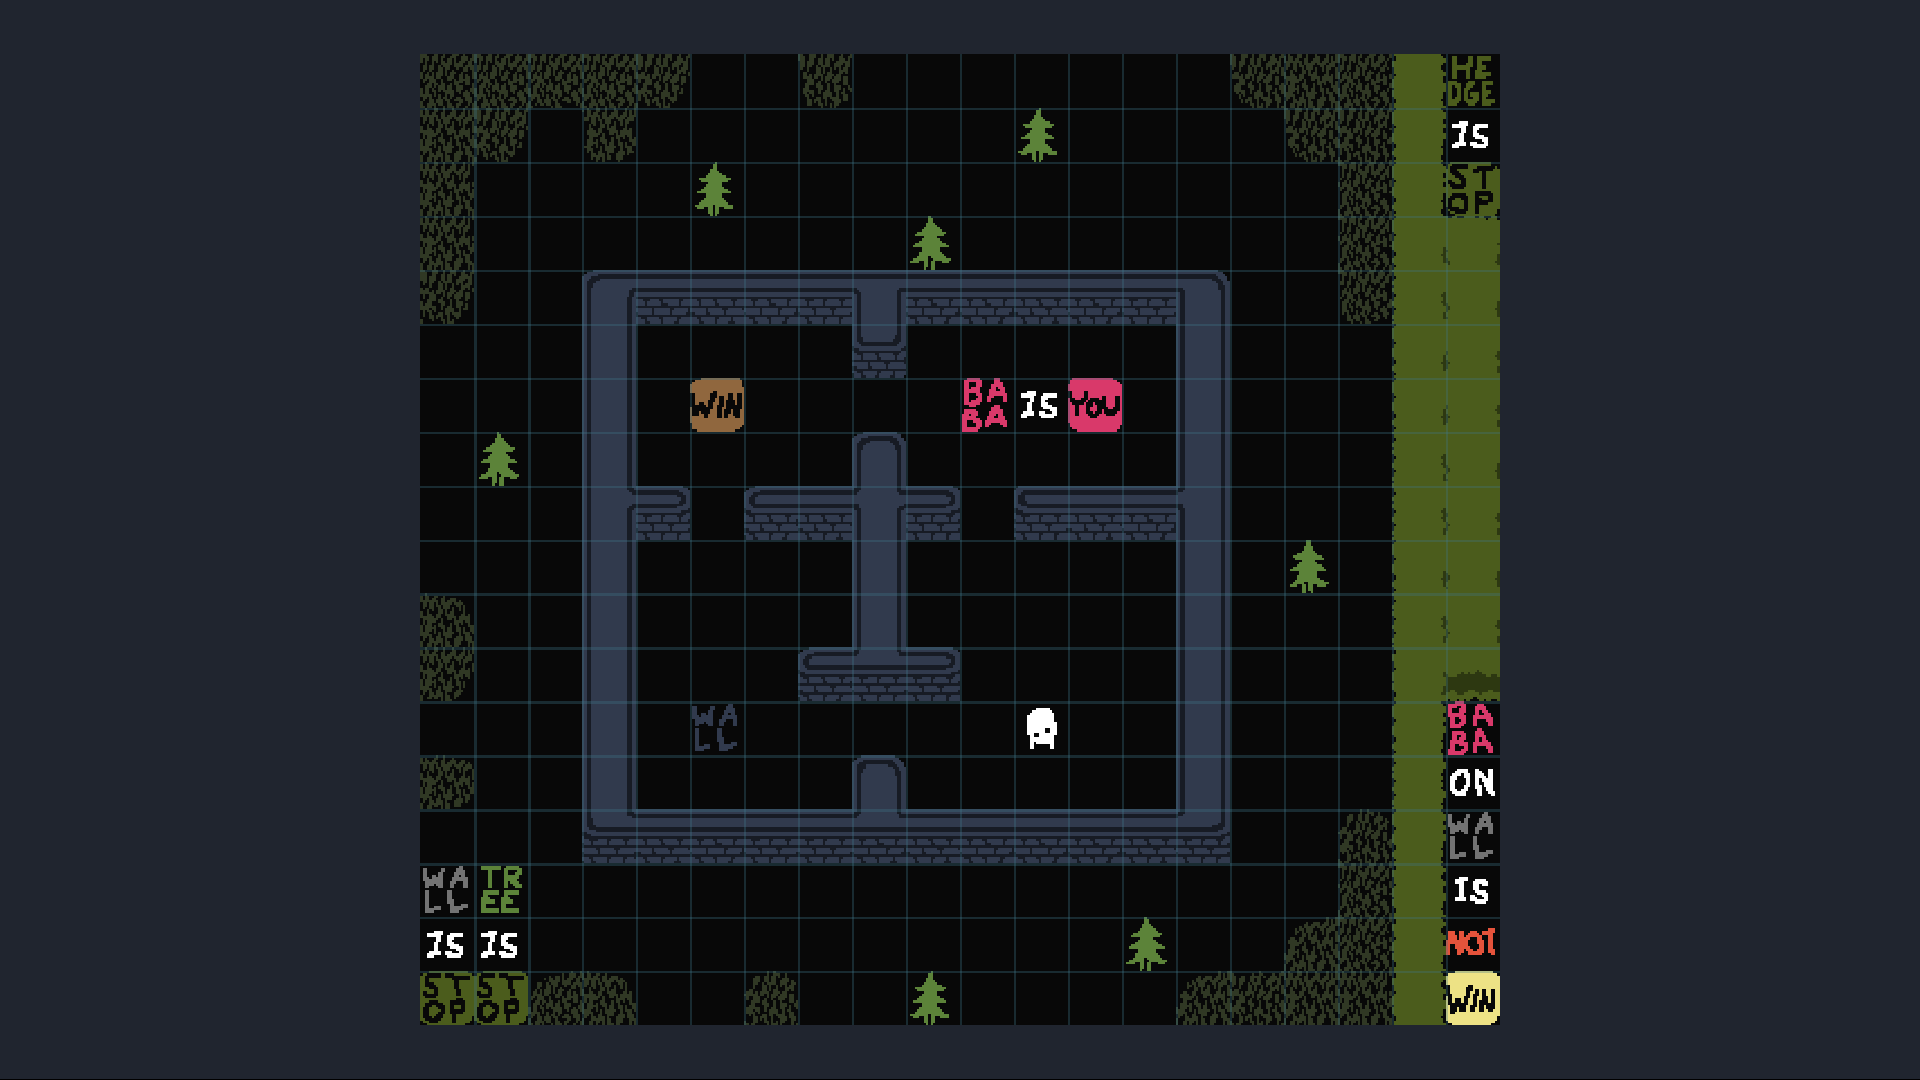 HEDGE
IS
STOP
WIN
BABA IS YOU
WALL
BABA
ON
WALL
IS
NOT
WIN
WALL TREE
IS IS
STOP STOP